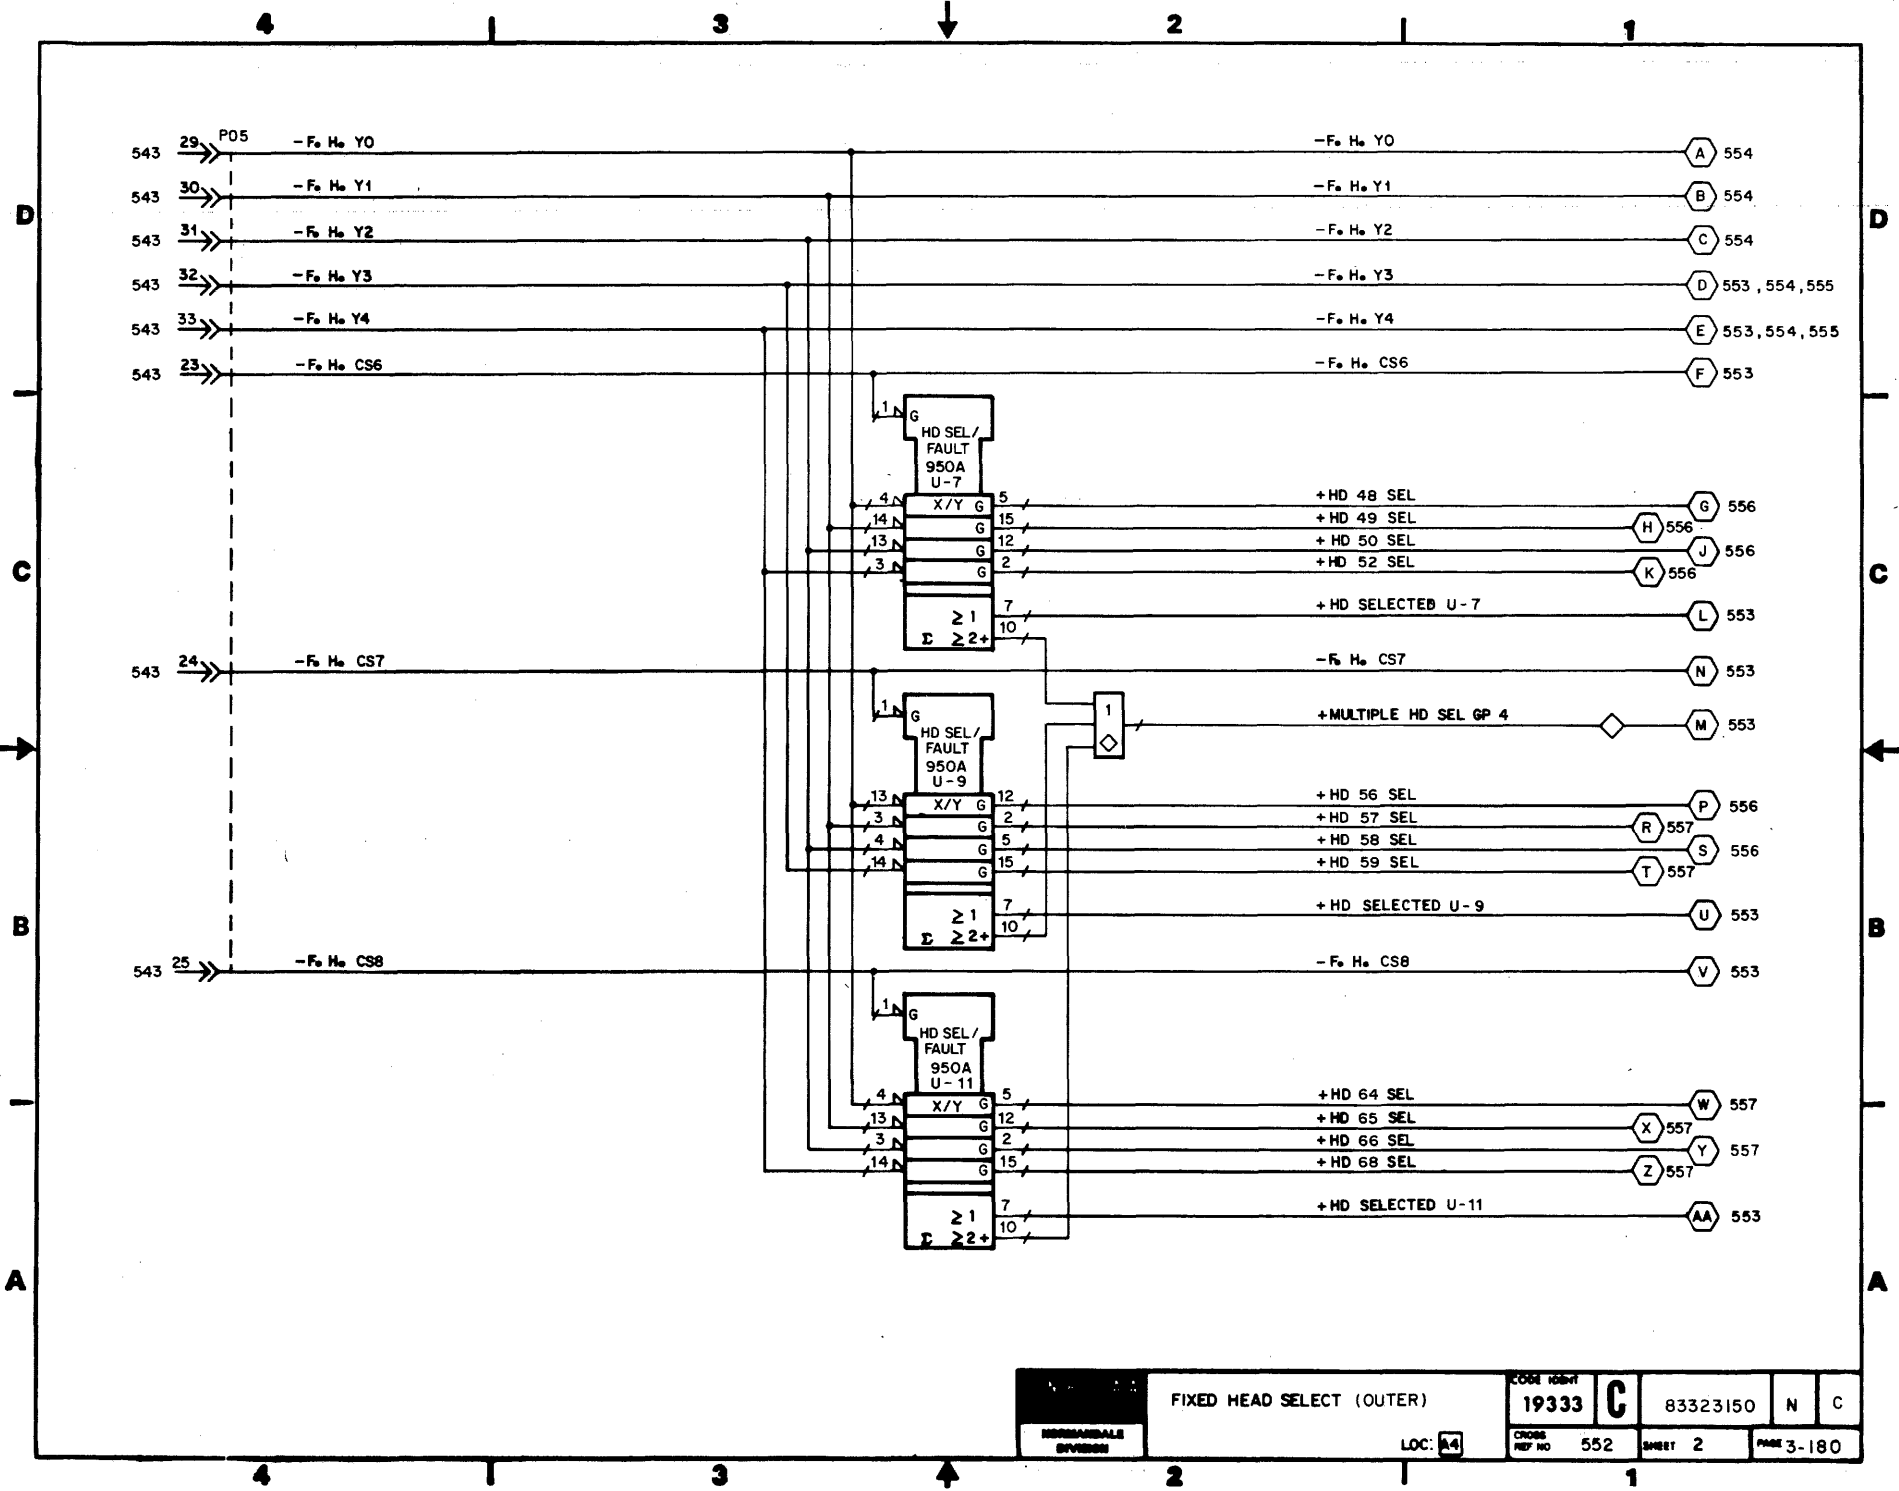 4 3 2 1
543 29 P05 -F. H. Y0 -F. H. Y0 A 554
543 30 -F. H. Y1 -F. H. Y1 B 554
D D
543 31 -F. H. Y2 -F. H. Y2 C 554
543 32 -F. H. Y3 -F. H. Y3 D 553, 554, 555
543 33 -F. H. Y4 -F. H. Y4 E 553, 554, 555
543 23 -F. H. CS6 -F. H. CS6 F 553
1 G
HD SEL/
FAULT
950A
U-7
4 X/Y G 5 +HD 48 SEL G 556
14 G 15 +HD 49 SEL H 556
13 G 12 +HD 50 SEL J 556
C 3 G 2 +HD 52 SEL K 556 C
≥1 7 +HD SELECTED U-7 L 553
Σ ≥2+ 10
543 24 -F. H. CS7 -F. H. CS7 N 553
1 G
1 +MULTIPLE HD SEL GP 4 M 553
HD SEL/
FAULT
950A
U-9
13 X/Y G 12 +HD 56 SEL P 556
3 G 2 +HD 57 SEL R 557
4 G 5 +HD 58 SEL S 556
14 G 15 +HD 59 SEL T 557
≥1 7 +HD SELECTED U-9 U 553
B Σ ≥2+ 10 B
543 25 -F. H. CS8 -F. H. CS8 V 553
1 G
HD SEL/
FAULT
950A
U-11
4 X/Y G 5 +HD 64 SEL W 557
13 G 12 +HD 65 SEL X 557
3 G 2 +HD 66 SEL Y 557
14 G 15 +HD 68 SEL Z 557
≥1 7 +HD SELECTED U-11 AA 553
Σ ≥2+ 10
A A
NORMANDALE
DIVISION
FIXED HEAD SELECT (OUTER)
LOC: A4
CODE IDENT
19333 C 83323150 N C
CROSS
REF NO 552 SHEET 2 PAGE 3-180
4 3 2 1